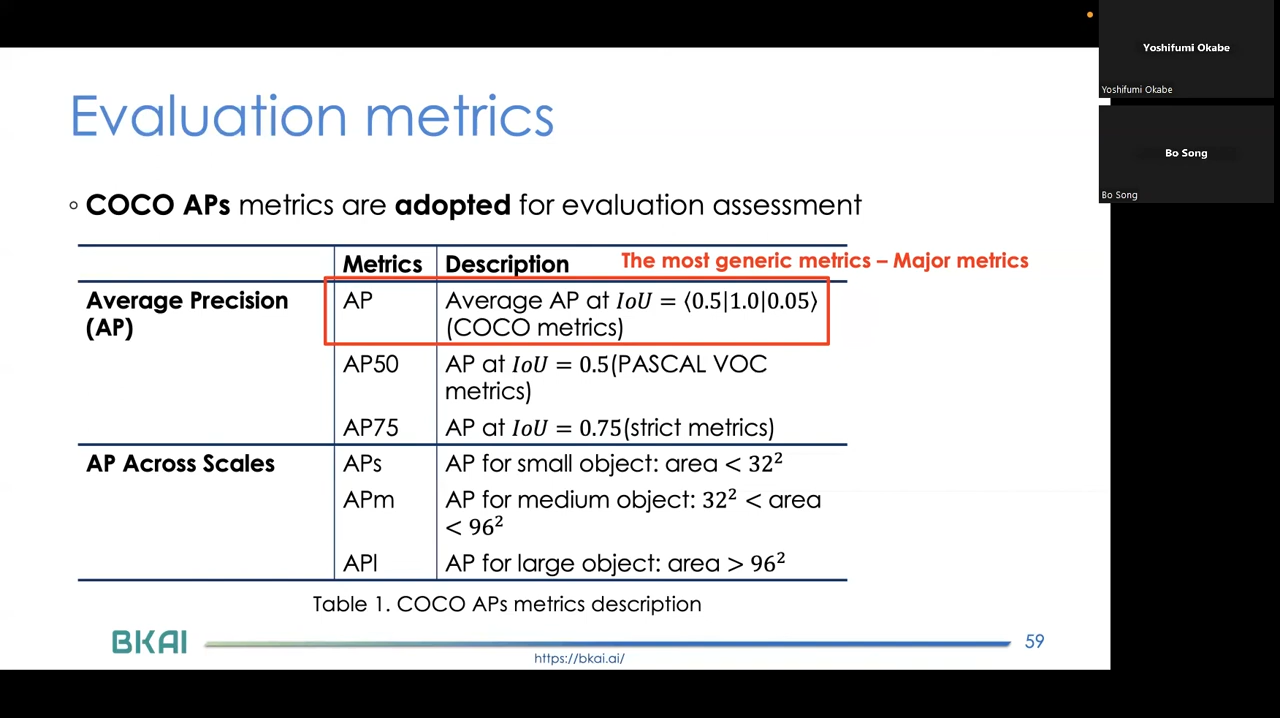 Evaluation metrics
Yoshifumi Okabe
Yoshifumi Okabe
Bo Song
Bo Song
COCO APs metrics are adopted for evaluation assessment
Metrics Description The most generic metrics – Major metrics
Average Precision AP Average AP at IoU = ⟨0.5|1.0|0.05⟩
(AP) (COCO metrics)
AP50 AP at IoU = 0.5(PASCAL VOC
metrics)
AP75 AP at IoU = 0.75(strict metrics)
AP Across Scales APs AP for small object: area < 32²
APm AP for medium object: 32² < area
< 96²
APl AP for large object: area > 96²
Table 1. COCO APs metrics description
BKAI
59
https://bkai.ai/